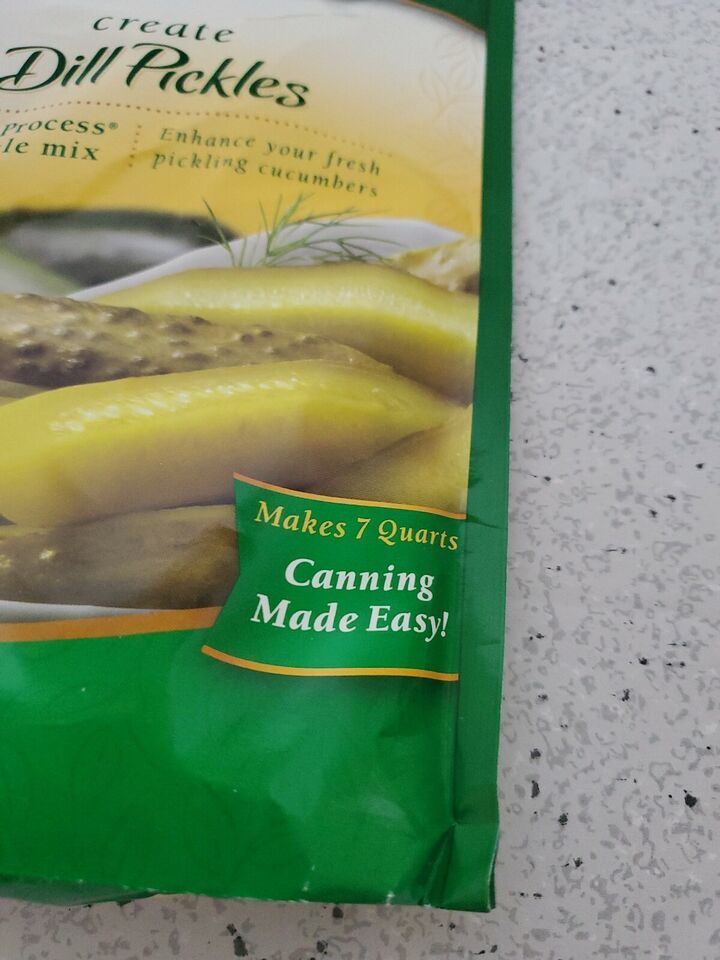 create
Dill Pickles
process®
le mix
Enhance your fresh
pickling cucumbers
Makes 7 Quarts
Canning
Made Easy!